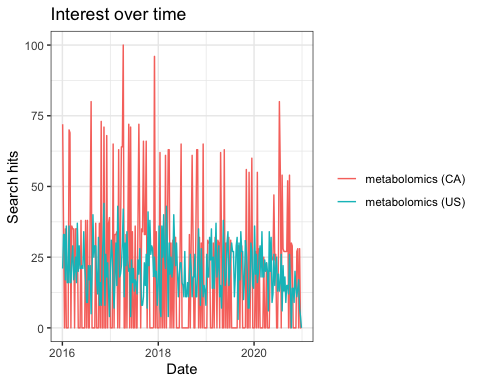 Interest over time
Search hits
100
75
50
25
0
2016
2018
2020
Date
metabolomics (CA)
metabolomics (US)